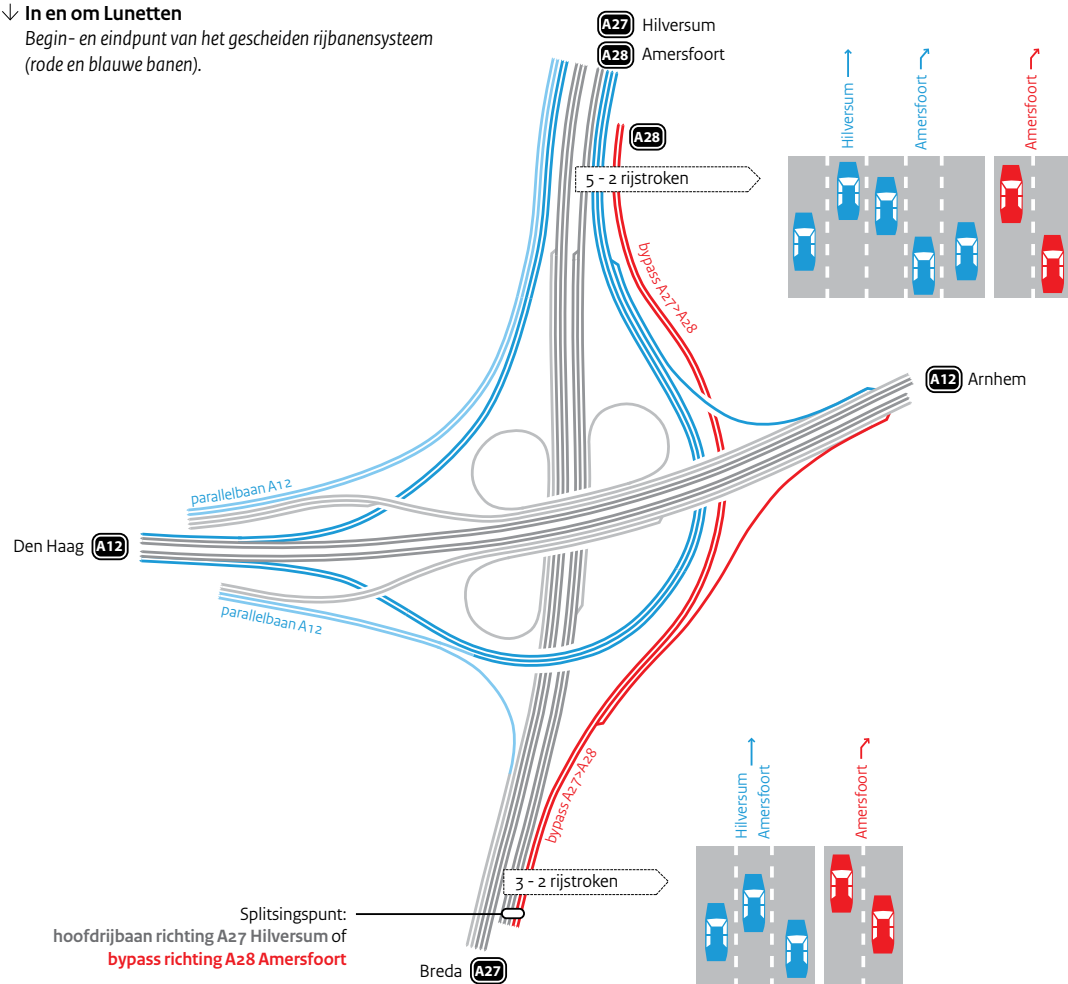 ↓ In en om Lunetten
Begin- en eindpunt van het gescheiden rijbanensysteem
(rode en blauwe banen).
A27 Hilversum
A28 Amersfoort
A28
5 - 2 rijstroken
Hilversum
Amersfoort
Amersfoort
bypass A27>A28
A12 Arnhem
parallelbaan A12
Den Haag A12
parallelbaan A12
bypass A27>A28
Hilversum
Amersfoort
Amersfoort
3 - 2 rijstroken
Splitsingspunt:
hoofdrijbaan richting A27 Hilversum of
bypass richting A28 Amersfoort
Breda A27